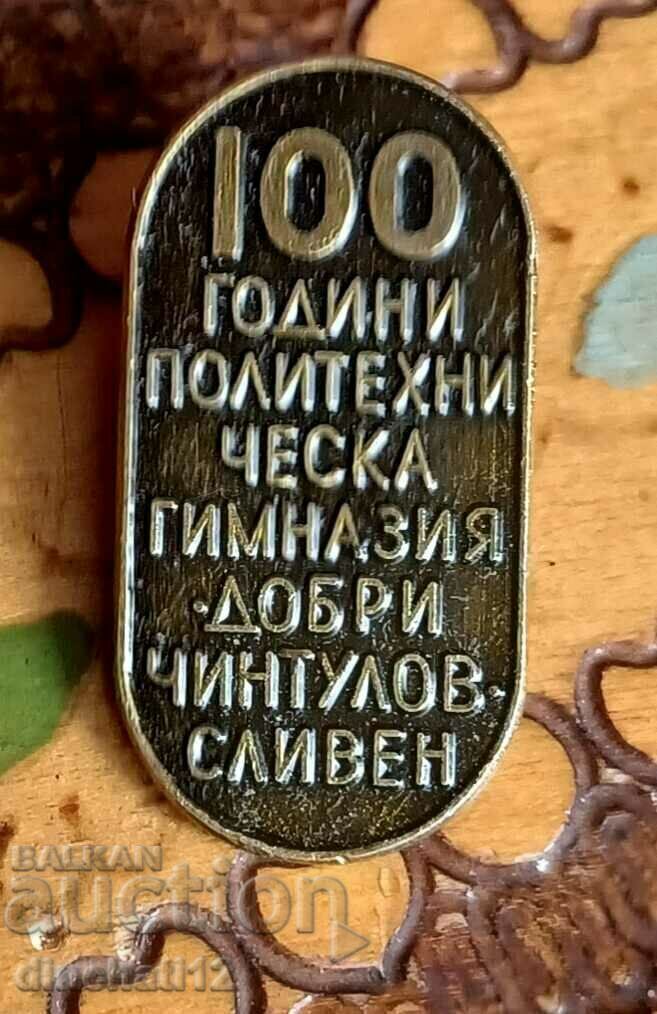 100
ГОДИНИ
ПОЛИТЕХНИ
ЧЕСКА
ГИМНАЗИЯ
·ДОБРИ
ЧИНТУЛОВ·
СЛИВЕН
BALKAN
auction
dinchati12